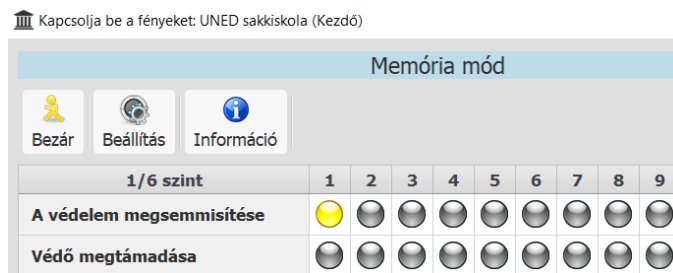 Kapcsolja be a fényeket: UNED sakkiskola (Kezdő)
Memória mód
Bezár Beállítás Információ
1/6 szint 1 2 3 4 5 6 7 8 9
A védelem megsemmisítése
Védő megtámadása